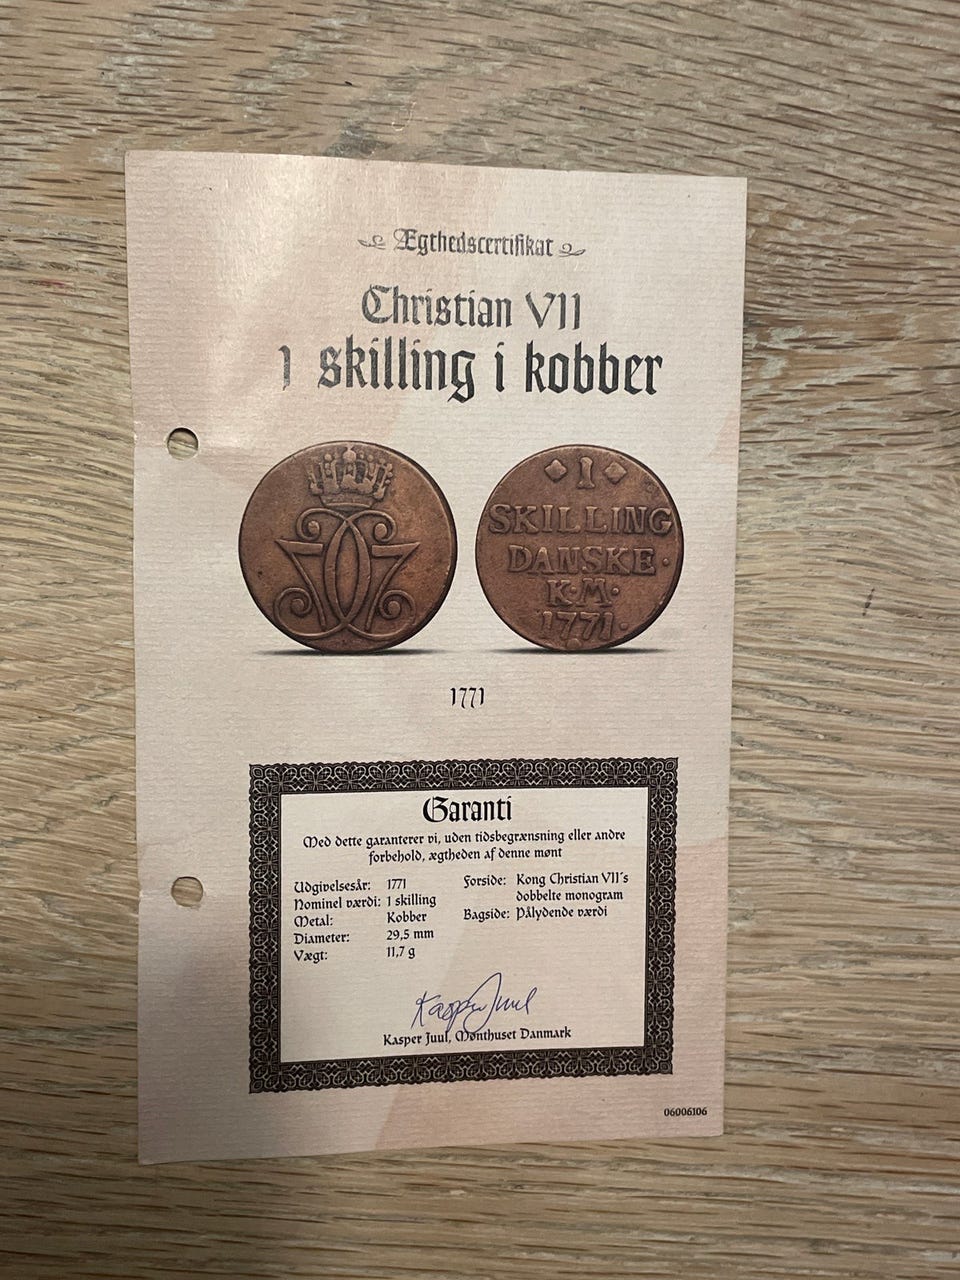 Ægthedscertifikat
Christian VII
1 skilling i kobber
1
SKILLING
DANSKE
K·M·
1771·
1771
Garanti
Med dette garanterer vi, uden tidsbegrænsning eller andre
forbehold, ægtheden af denne mønt
Udgivelsesår: 1771
Nominel værdi: 1 skilling
Metal: Kobber
Diameter: 29,5 mm
Vægt: 11,7 g
Forside: Kong Christian VII's
dobbelte monogram
Bagside: Pålydende værdi
Kasper Juul
Kasper Juul, Mønthuset Danmark
06006106